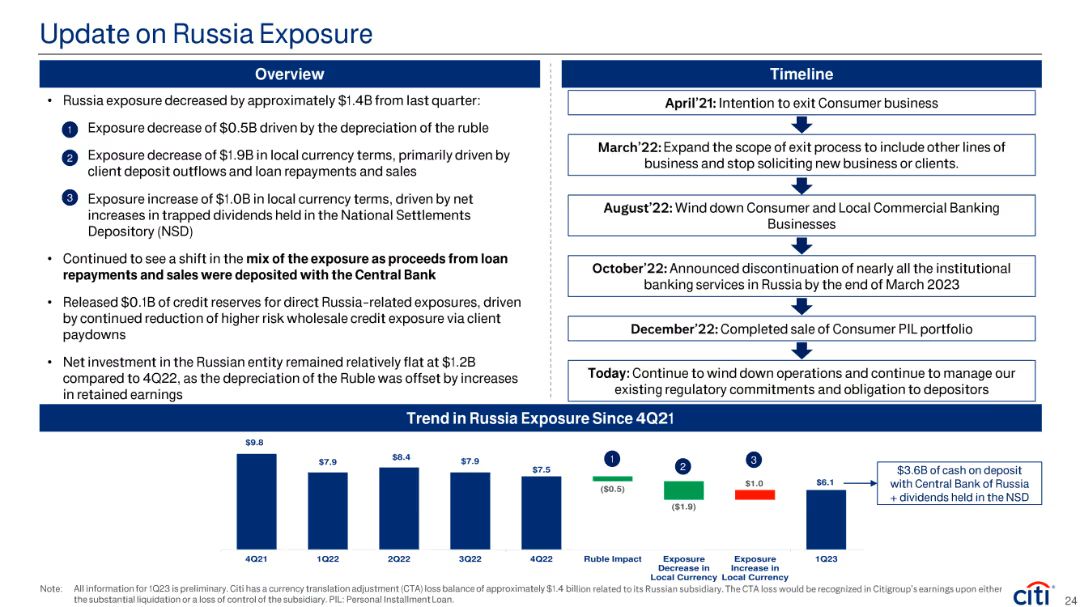 Update on Russia Exposure
Overview
• Russia exposure decreased by approximately $1.4B from last quarter:
1 Exposure decrease of $0.5B driven by the depreciation of the ruble
2 Exposure decrease of $1.9B in local currency terms, primarily driven by
client deposit outflows and loan repayments and sales
3 Exposure increase of $1.0B in local currency terms, driven by net
increases in trapped dividends held in the National Settlements
Depository (NSD)
• Continued to see a shift in the mix of the exposure as proceeds from loan
repayments and sales were deposited with the Central Bank
• Released $0.1B of credit reserves for direct Russia-related exposures, driven
by continued reduction of higher risk wholesale credit exposure via client
paydowns
• Net investment in the Russian entity remained relatively flat at $1.2B
compared to 4Q22, as the depreciation of the Ruble was offset by increases
in retained earnings
Timeline
April'21: Intention to exit Consumer business
March'22: Expand the scope of exit process to include other lines of
business and stop soliciting new business or clients.
August'22: Wind down Consumer and Local Commercial Banking
Businesses
October'22: Announced discontinuation of nearly all the institutional
banking services in Russia by the end of March 2023
December'22: Completed sale of Consumer PIL portfolio
Today: Continue to wind down operations and continue to manage our
existing regulatory commitments and obligation to depositors
Trend in Russia Exposure Since 4Q21
$9.8
$7.9
$8.4
$7.9
$7.5
1
($0.5)
2
($1.9)
3
$1.0
$6.1
$3.6B of cash on deposit
with Central Bank of Russia
+ dividends held in the NSD
4Q21
1Q22
2Q22
3Q22
4Q22
Ruble Impact
Exposure
Decrease in
Local Currency
Exposure
Increase in
Local Currency
1Q23
Note: All information for 1Q23 is preliminary. Citi has a currency translation adjustment (CTA) loss balance of approximately $1.4 billion related to its Russian subsidiary. The CTA loss would be recognized in Citigroup's earnings upon either
the substantial liquidation or a loss of control of the subsidiary. PIL: Personal Installment Loan.
citi
24